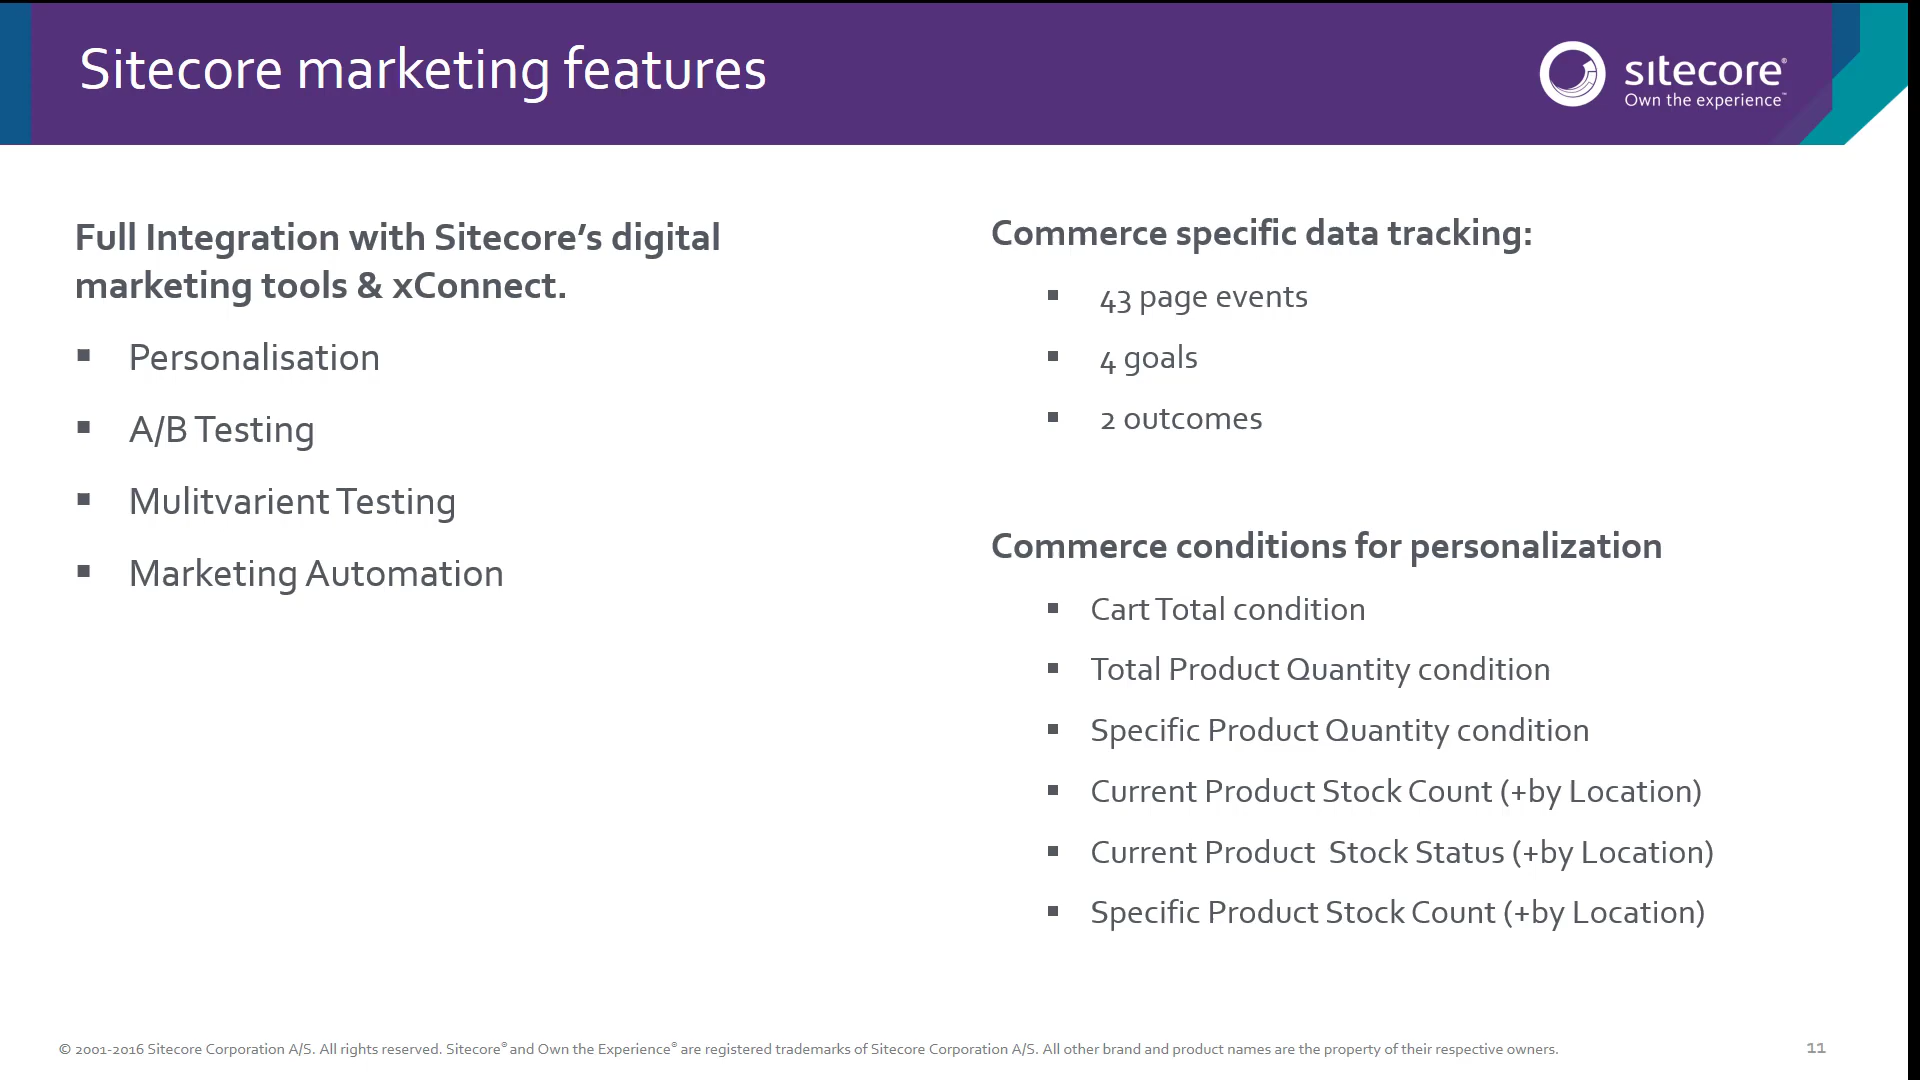 Sitecore marketing features
sitecore®
Own the experience™
Full Integration with Sitecore’s digital
marketing tools & xConnect.
▪ Personalisation
▪ A/B Testing
▪ Mulitvarient Testing
▪ Marketing Automation
Commerce specific data tracking:
▪ 43 page events
▪ 4 goals
▪ 2 outcomes
Commerce conditions for personalization
▪ Cart Total condition
▪ Total Product Quantity condition
▪ Specific Product Quantity condition
▪ Current Product Stock Count (+by Location)
▪ Current Product Stock Status (+by Location)
▪ Specific Product Stock Count (+by Location)
© 2001-2016 Sitecore Corporation A/S. All rights reserved. Sitecore® and Own the Experience® are registered trademarks of Sitecore Corporation A/S. All other brand and product names are the property of their respective owners.
11